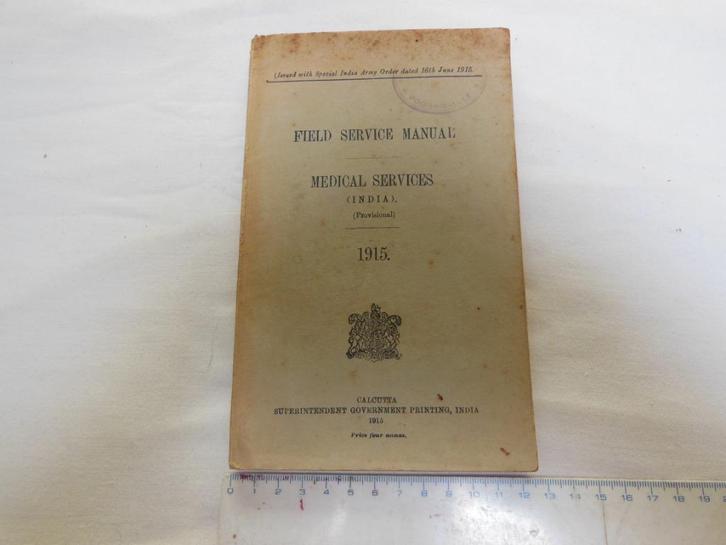 (Issued with Special India Army Order dated 16th June 1915.
FIELD SERVICE MANUAL
MEDICAL SERVICES
(INDIA).
(Provisional)
1915.
CALCUTTA
SUPERINTENDENT GOVERNMENT PRINTING, INDIA
1915
Price four annas.
0 1 2 3 4 5 6 7 8 9 10 11 12 13 14 15 16 17 18 19